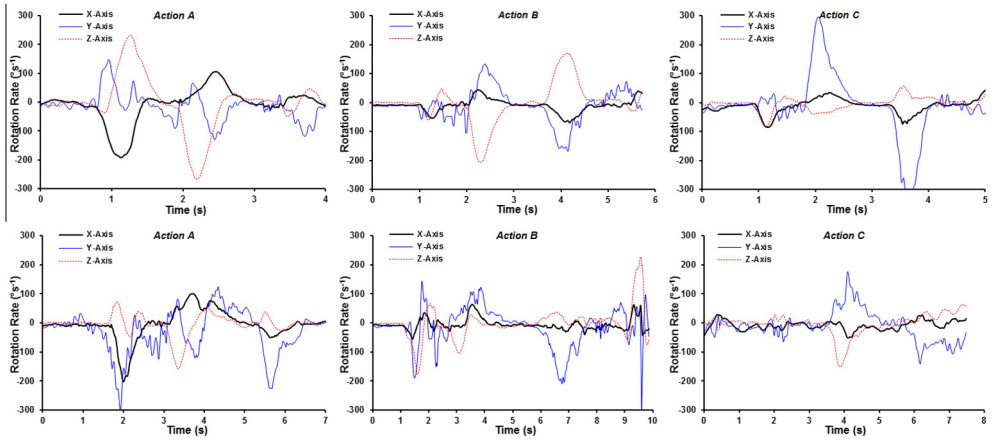 Action A
X-Axis
Y-Axis
Z-Axis
300
200
100
0
100
200
300
Rotation Rate (°s⁻¹)
0 1 2 3 4
Time (s)
Action B
X-Axis
Y-Axis
Z-Axis
300
200
100
0
100
200
300
Rotation Rate (°s⁻¹)
0 1 2 3 4 5 6
Time (s)
Action C
X-Axis
Y-Axis
Z-Axis
300
200
100
0
100
200
300
Rotation Rate (°s⁻¹)
0 1 2 3 4 5
Time (s)
Action A
X-Axis
Y-Axis
Z-Axis
300
200
100
0
100
200
300
Rotation Rate (°s⁻¹)
0 1 2 3 4 5 6 7
Time (s)
Action B
X-Axis
Y-Axis
Z-Axis
300
200
100
0
100
200
300
Rotation Rate (°s⁻¹)
0 1 2 3 4 5 6 7 8 9 10
Time (s)
Action C
X-Axis
Y-Axis
Z-Axis
300
200
100
0
100
200
300
Rotation Rate (°s⁻¹)
0 1 2 3 4 5 6 7 8
Time (s)